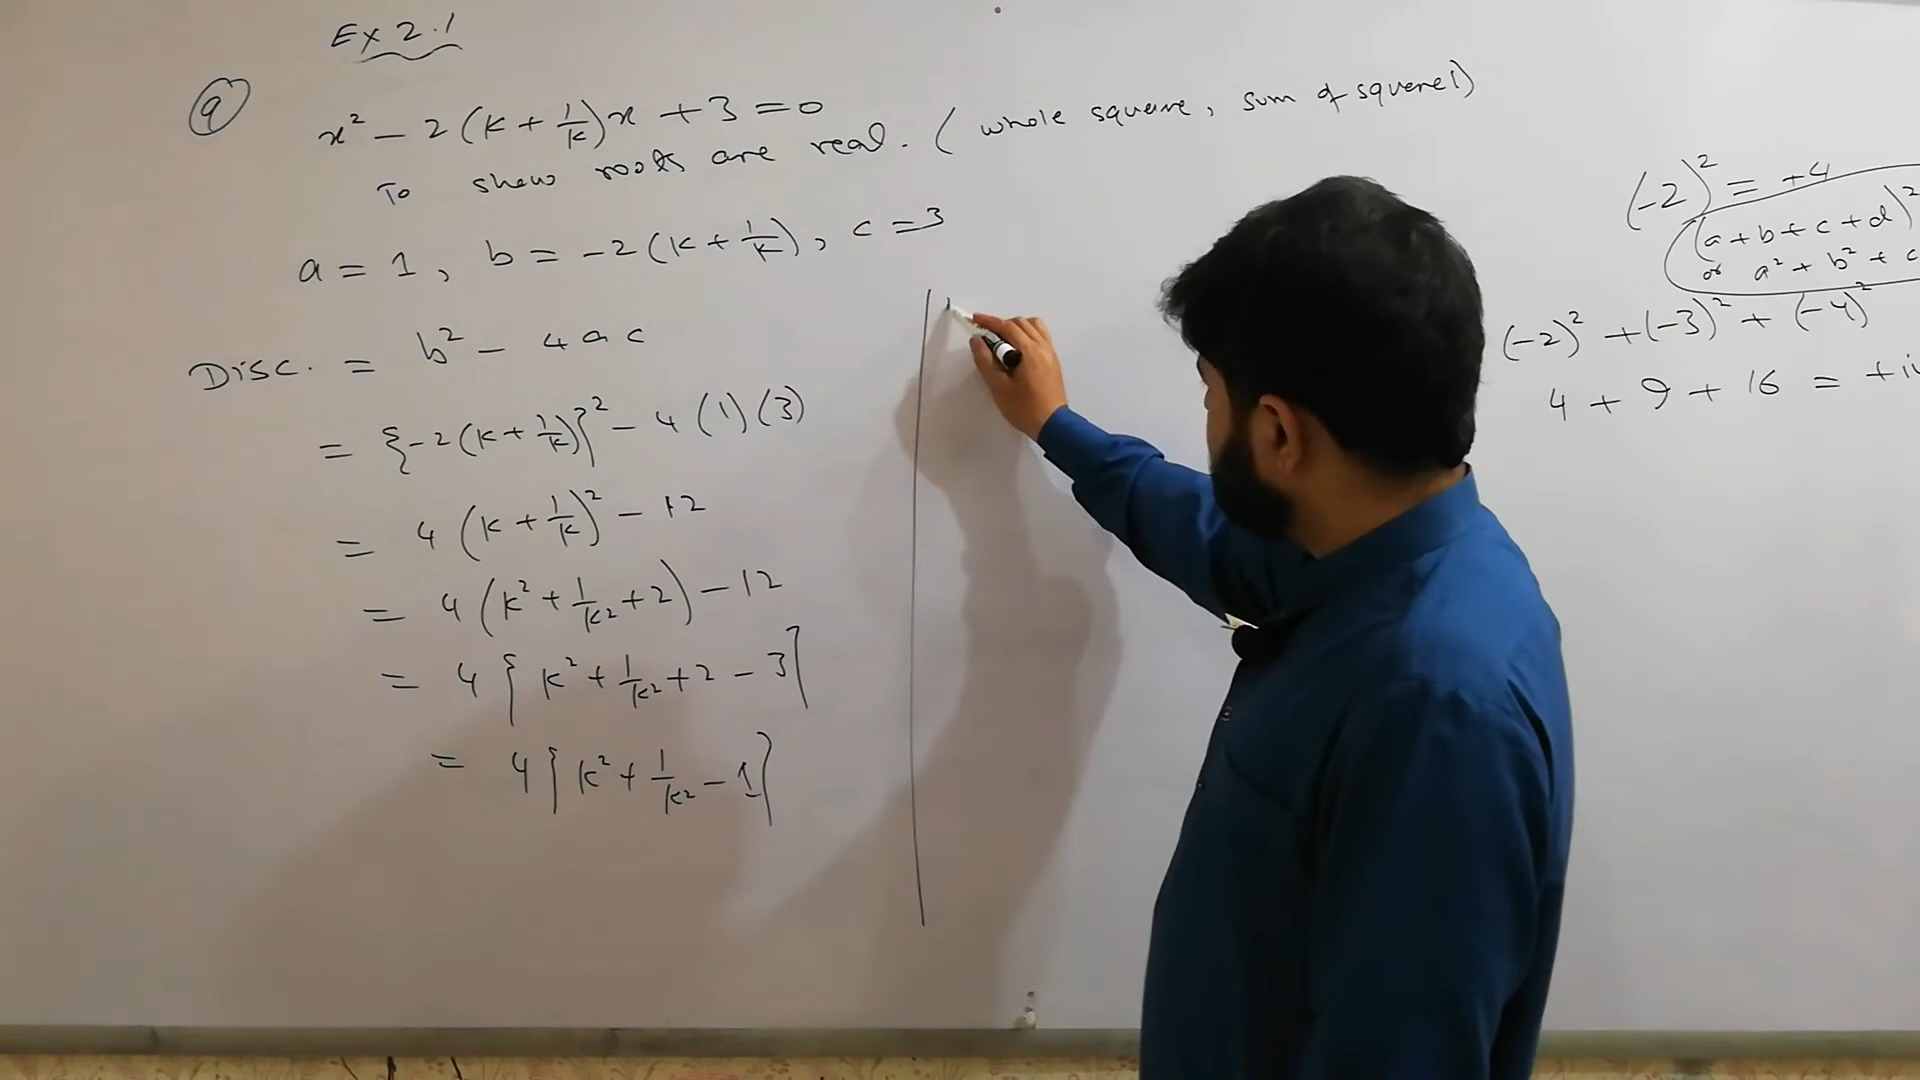 Ex 2.1
(9) x² - 2(k + 1/k)x + 3 = 0
To show roots are real. (whole square, sum of squares)
a = 1, b = -2(k + 1/k), c = 3
Disc. = b² - 4ac
= {-2(k + 1/k)}² - 4(1)(3)
= 4(k + 1/k)² - 12
= 4(k² + 1/k² + 2) - 12
= 4{k² + 1/k² + 2 - 3}
= 4{k² + 1/k² - 1}
(-2)² = +4
(a+b+c+d)²
or a² + b² + c
(-2)² + (-3)² + (-4)²
4 + 9 + 16 = +i